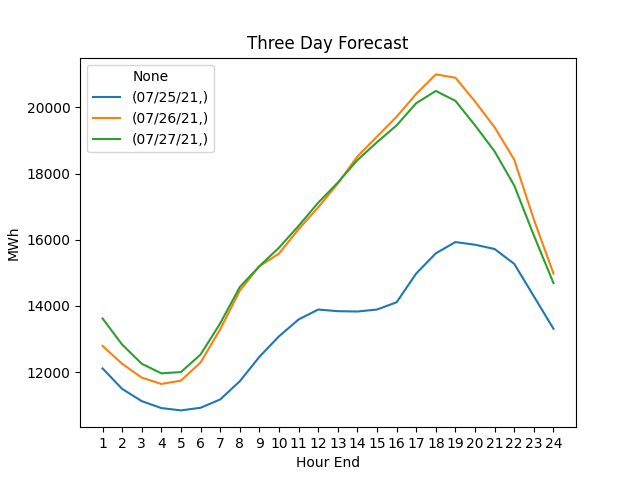 Three Day Forecast
None
(07/25/21,)
(07/26/21,)
(07/27/21,)
20000
18000
16000
14000
12000
MWh
1 2 3 4 5 6 7 8 9 10 11 12 13 14 15 16 17 18 19 20 21 22 23 24
Hour End